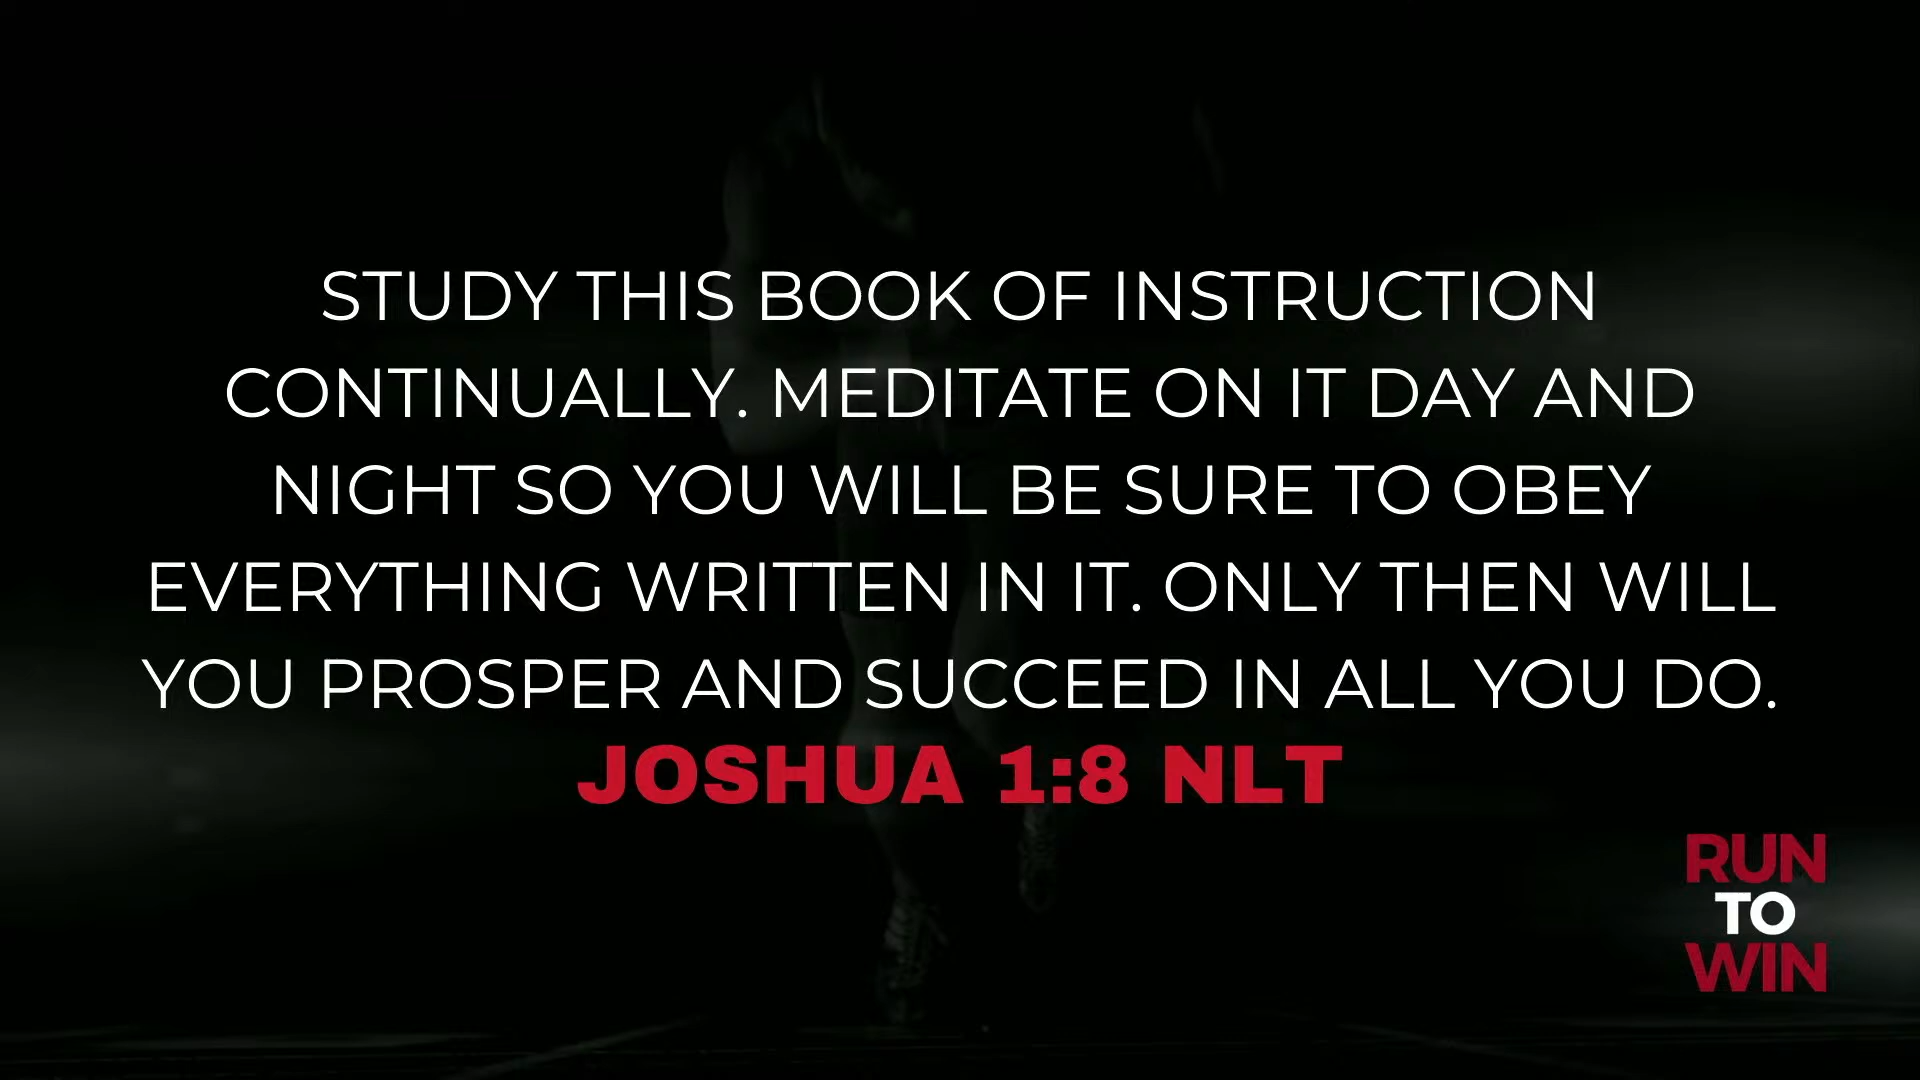 STUDY THIS BOOK OF INSTRUCTION
CONTINUALLY. MEDITATE ON IT DAY AND
NIGHT SO YOU WILL BE SURE TO OBEY
EVERYTHING WRITTEN IN IT. ONLY THEN WILL
YOU PROSPER AND SUCCEED IN ALL YOU DO.
JOSHUA 1:8 NLT
RUN
TO
WIN